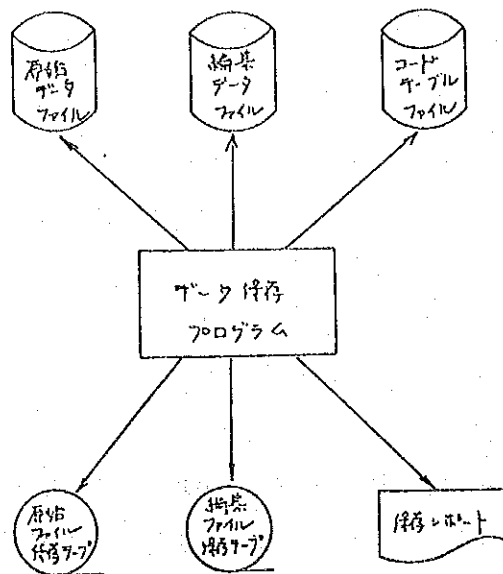 原始
データ
ファイル
編集
データ
ファイル
コード
テーブル
ファイル
データ保存
プログラム
原始
ファイル
保存テープ
編集
ファイル
保存テープ
保存レポート